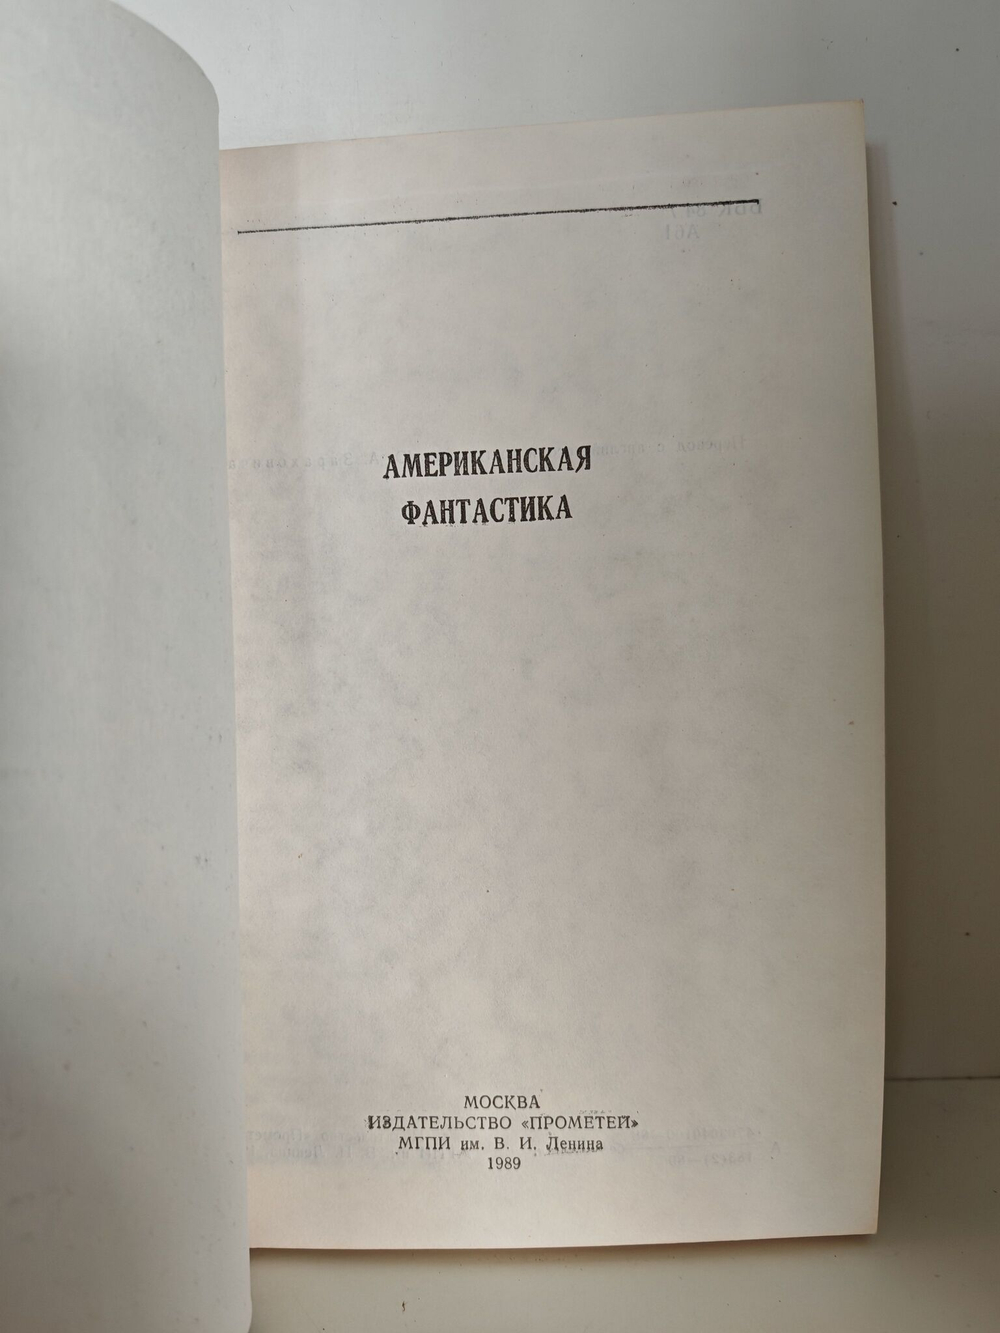 АМЕРИКАНСКАЯ
ФАНТАСТИКА
МОСКВА
ИЗДАТЕЛЬСТВО «ПРОМЕТЕЙ»
МГПИ им. В. И. Ленина
1989